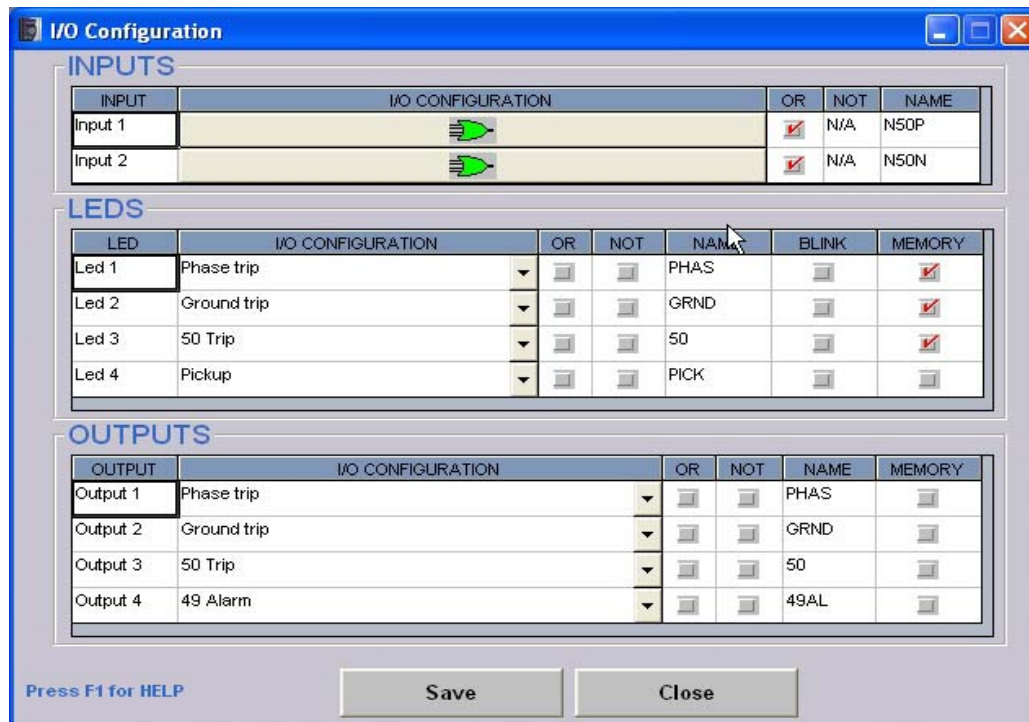 I/O Configuration
INPUTS
INPUT I/O CONFIGURATION OR NOT NAME
Input 1 N/A N50P
Input 2 N/A N50N
LEDS
LED I/O CONFIGURATION OR NOT NAME BLINK MEMORY
Led 1 Phase trip PHAS
Led 2 Ground trip GRND
Led 3 50 Trip 50
Led 4 Pickup PICK
OUTPUTS
OUTPUT I/O CONFIGURATION OR NOT NAME MEMORY
Output 1 Phase trip PHAS
Output 2 Ground trip GRND
Output 3 50 Trip 50
Output 4 49 Alarm 49AL
Press F1 for HELP Save Close